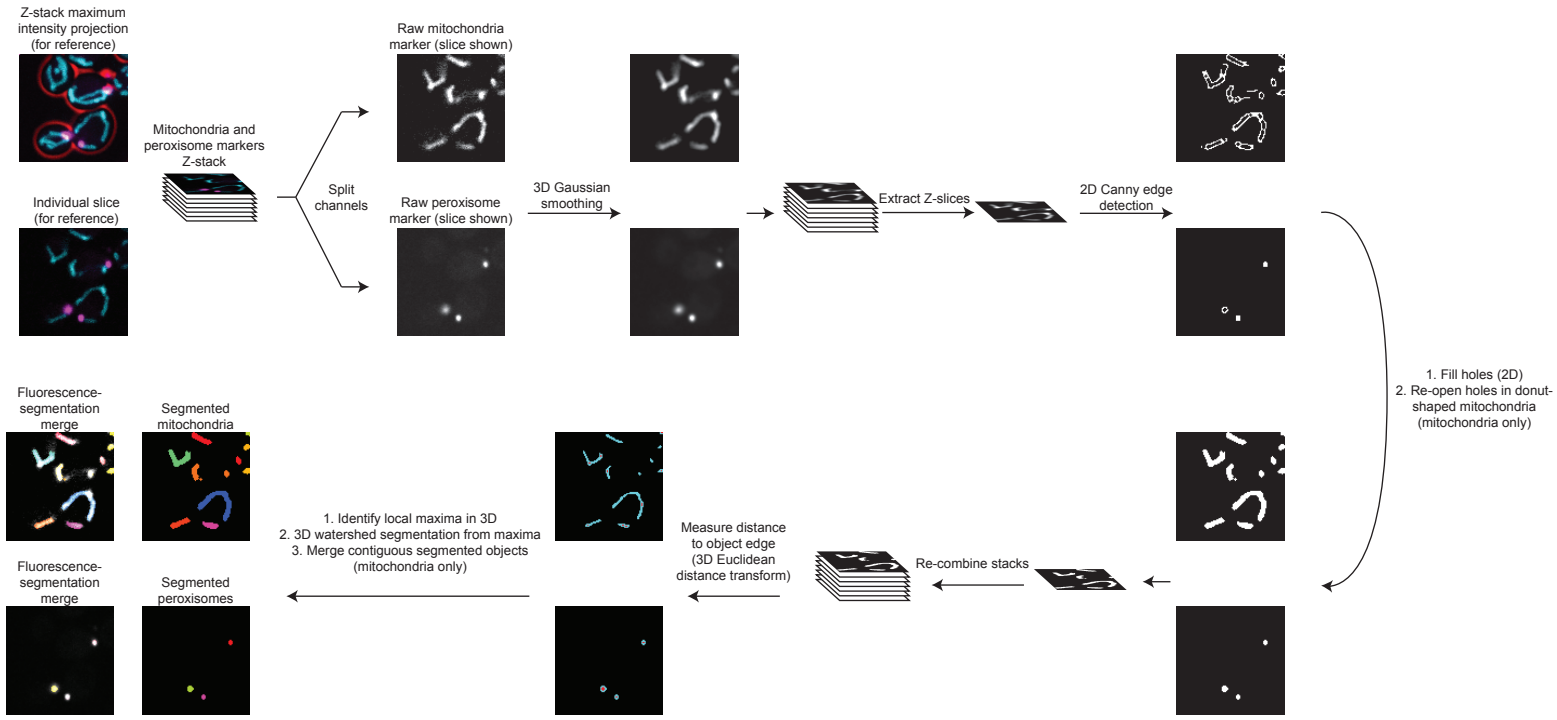 Z-stack maximum
intensity projection
(for reference)
Individual slice
(for reference)
Mitochondria and
peroxisome markers
Z-stack
Split
channels
Raw mitochondria
marker (slice shown)
Raw peroxisome
marker (slice shown)
3D Gaussian
smoothing
Extract Z-slices
2D Canny edge
detection
1. Fill holes (2D)
2. Re-open holes in donut-
shaped mitochondria
(mitochondria only)
Re-combine stacks
Measure distance
to object edge
(3D Euclidean
distance transform)
1. Identify local maxima in 3D
2. 3D watershed segmentation from maxima
3. Merge contiguous segmented objects
(mitochondria only)
Fluorescence-
segmentation
merge
Segmented
mitochondria
Fluorescence-
segmentation
merge
Segmented
peroxisomes